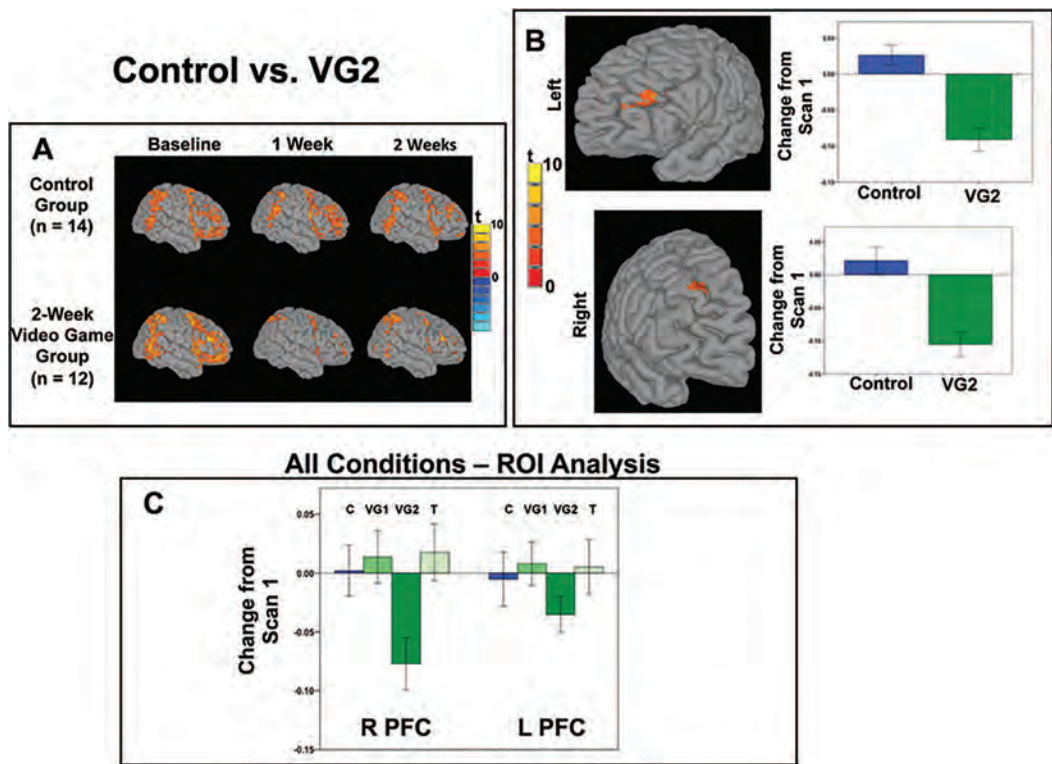 Control vs. VG2
A
Baseline
1 Week
2 Weeks
Control
Group
(n = 14)
t
10
0
2-Week
Video Game
Group
(n = 12)
B
Left
t
10
0
Right
Change from
Scan 1
0.00
Control
VG2
Change from
Scan 1
Control
VG2
All Conditions – ROI Analysis
C
C VG1 VG2 T
C VG1 VG2 T
Change from
Scan 1
0.05
0.00
-0.05
-0.10
-0.15
R PFC
L PFC